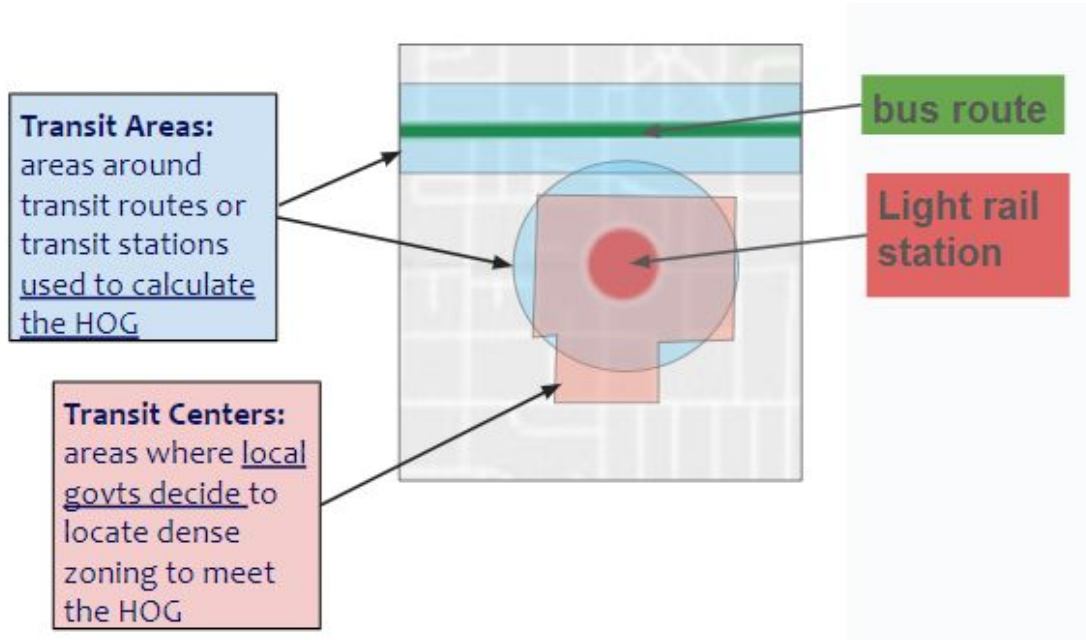 Transit Areas:
areas around
transit routes or
transit stations
used to calculate
the HOG
bus route
Light rail
station
Transit Centers:
areas where local
govts decide to
locate dense
zoning to meet
the HOG